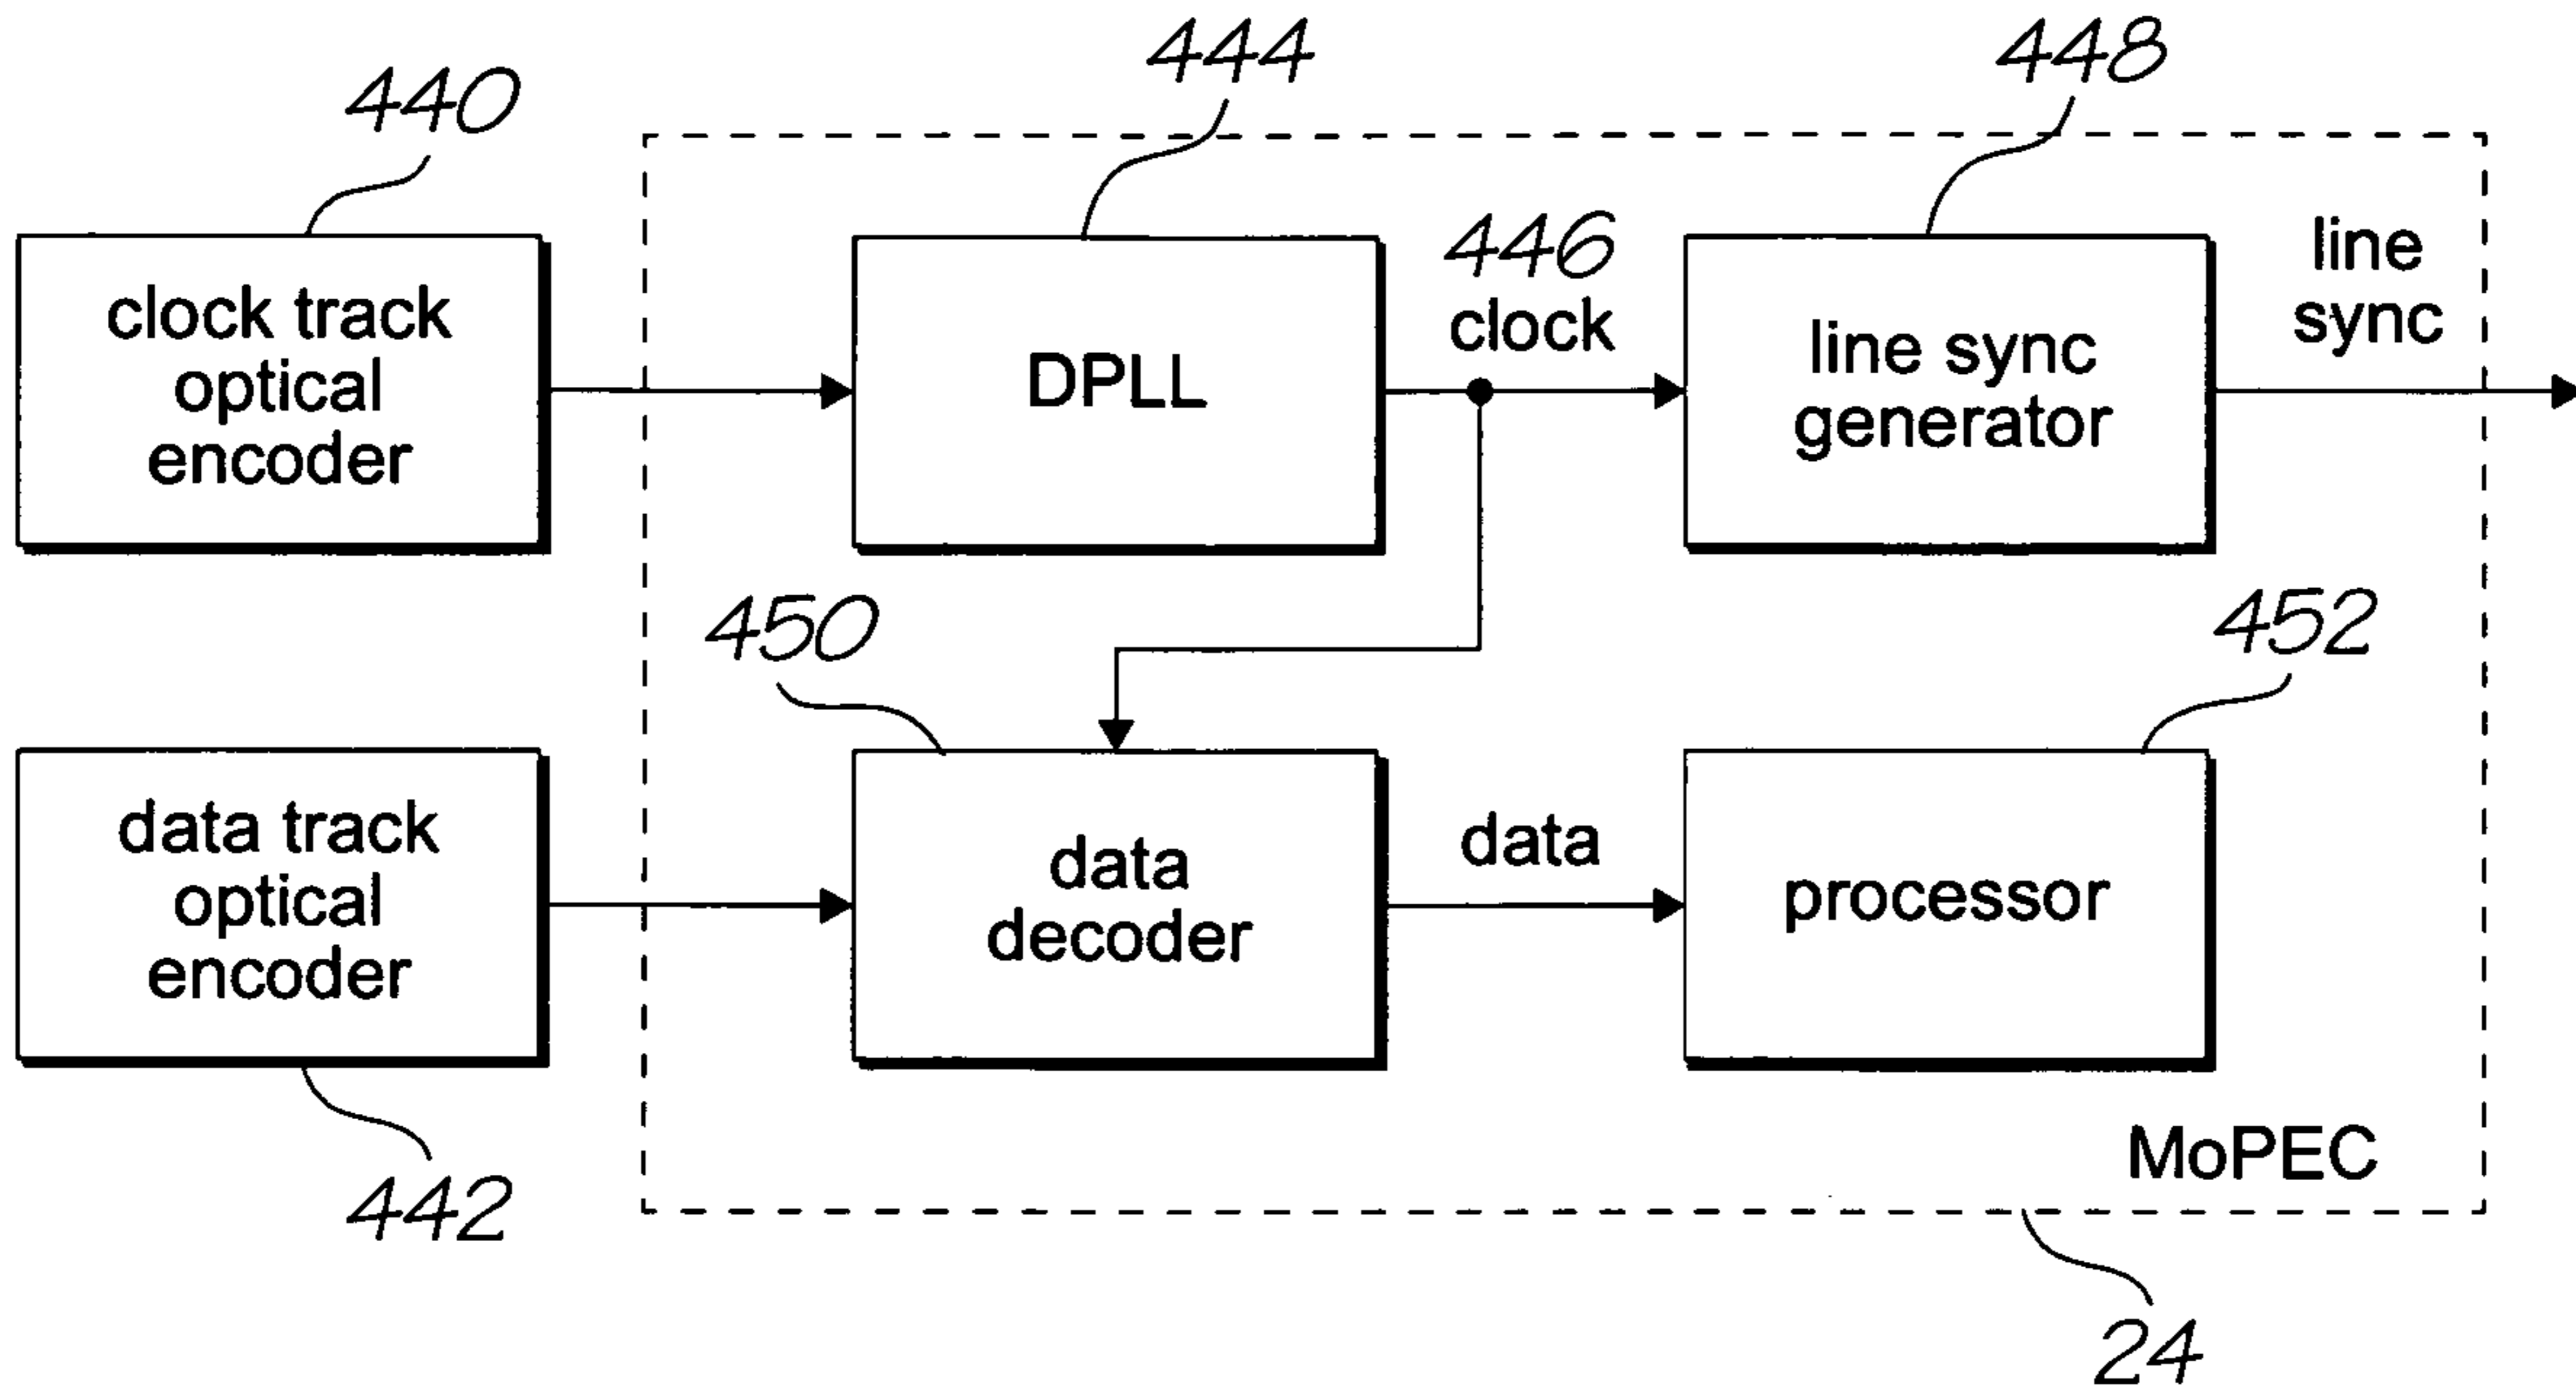 440
444
448
clock track
optical
encoder
DPLL
446
clock
line sync
generator
line
sync
450
452
data track
optical
encoder
data
decoder
data
processor
MoPEC
442
24